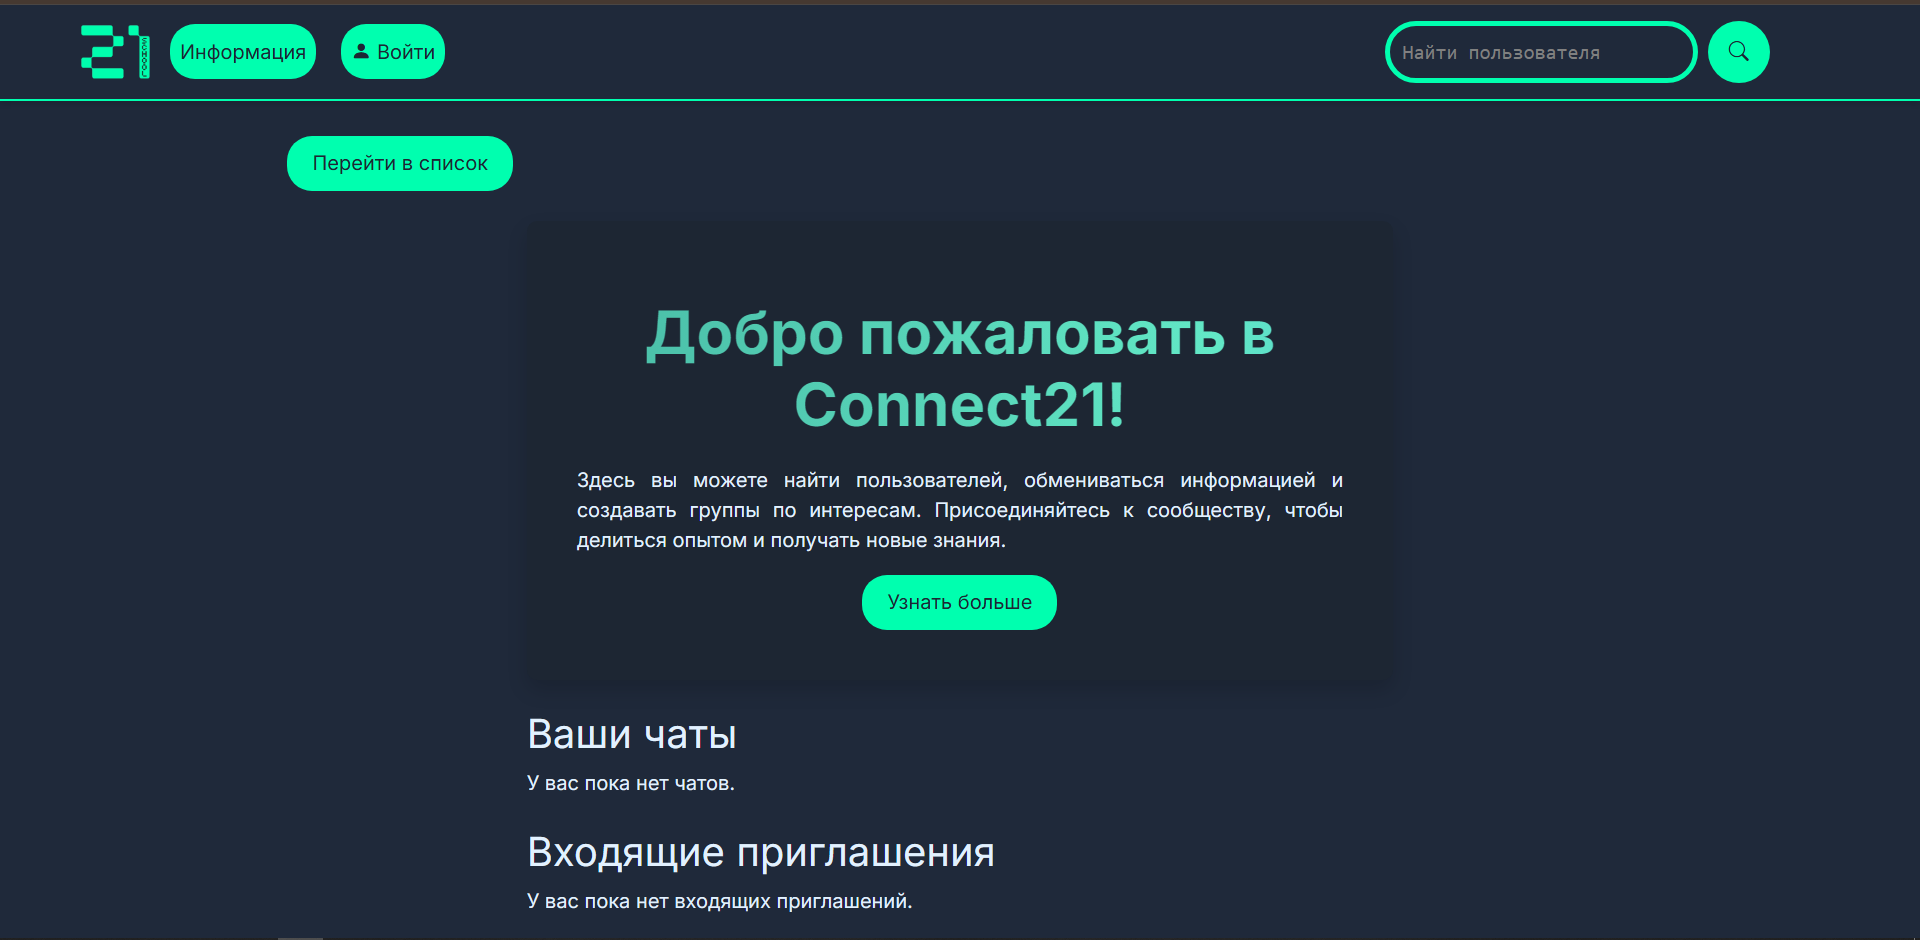 21 SCHOOL
Информация
Войти
Найти пользователя
Перейти в список
Добро пожаловать в
Connect21!
Здесь вы можете найти пользователей, обмениваться информацией и
создавать группы по интересам. Присоединяйтесь к сообществу, чтобы
делиться опытом и получать новые знания.
Узнать больше
Ваши чаты
У вас пока нет чатов.
Входящие приглашения
У вас пока нет входящих приглашений.